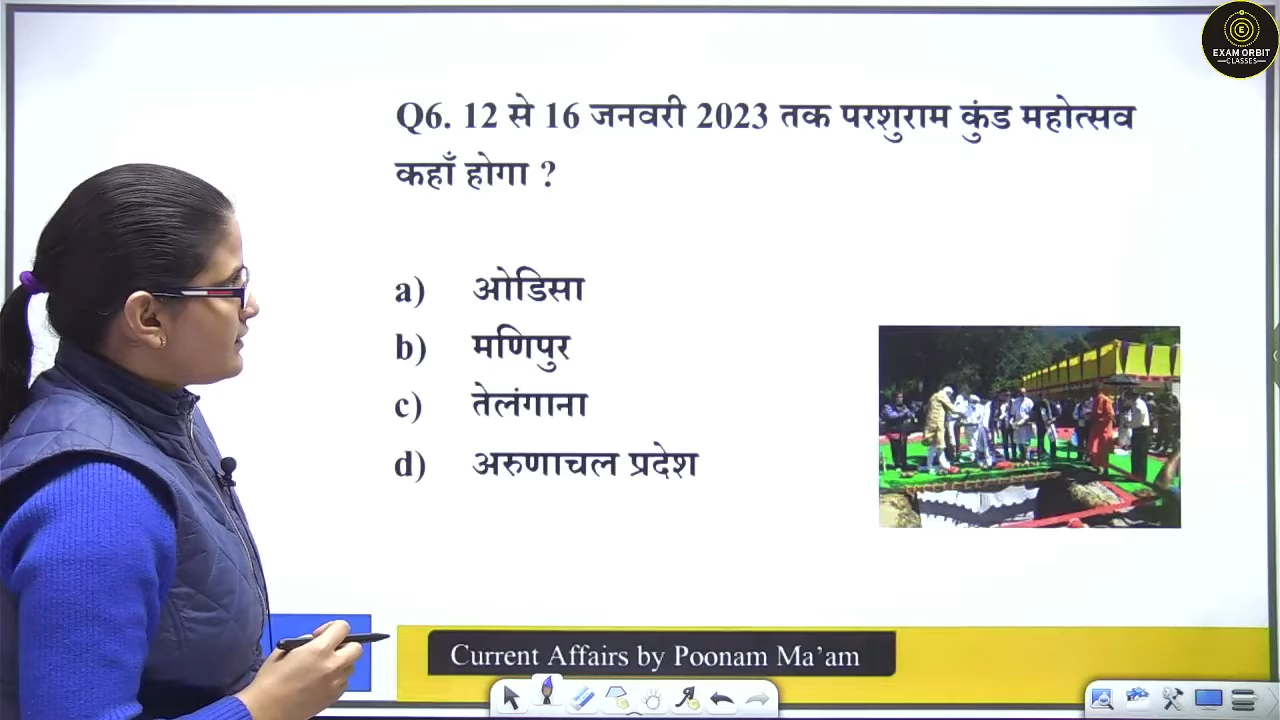 EXAM ORBIT
CLASSES
Q6. 12 से 16 जनवरी 2023 तक परशुराम कुंड महोत्सव
कहाँ होगा ?
a) ओडिसा
b) मणिपुर
c) तेलंगाना
d) अरुणाचल प्रदेश
Current Affairs by Poonam Ma'am